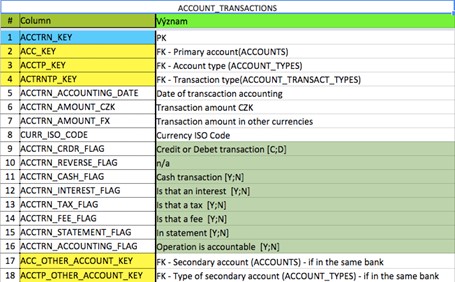 ACCOUNT_TRANSACTIONS
# Column Význam
1 ACCTRN_KEY PK
2 ACC_KEY FK - Primary account(ACCOUNTS)
3 ACCTP_KEY FK - Account type (ACCOUNT_TYPES)
4 ACTRNTP_KEY FK - Transaction type(ACCOUNT_TRANSACT_TYPES)
5 ACCTRN_ACCOUNTING_DATE Date of transaction accounting
6 ACCTRN_AMOUNT_CZK Transaction amount CZK
7 ACCTRN_AMOUNT_FX Transaction amount in other currencies
8 CURR_ISO_CODE Currency ISO Code
9 ACCTRN_CRDR_FLAG Credit or Debet transaction [C;D]
10 ACCTRN_REVERSE_FLAG n/a
11 ACCTRN_CASH_FLAG Cash transaction [Y;N]
12 ACCTRN_INTEREST_FLAG Is that an interest [Y;N]
13 ACCTRN_TAX_FLAG Is that a tax [Y;N]
14 ACCTRN_FEE_FLAG Is that a fee [Y;N]
15 ACCTRN_STATEMENT_FLAG In statement [Y;N]
16 ACCTRN_ACCOUNTING_FLAG Operation is accountable [Y;N]
17 ACC_OTHER_ACCOUNT_KEY FK - Secondary account (ACCOUNTS) - if in the same bank
18 ACCTP_OTHER_ACCOUNT_KEY FK - Type of secondary account (ACCOUNT_TYPES) - if in the same bank